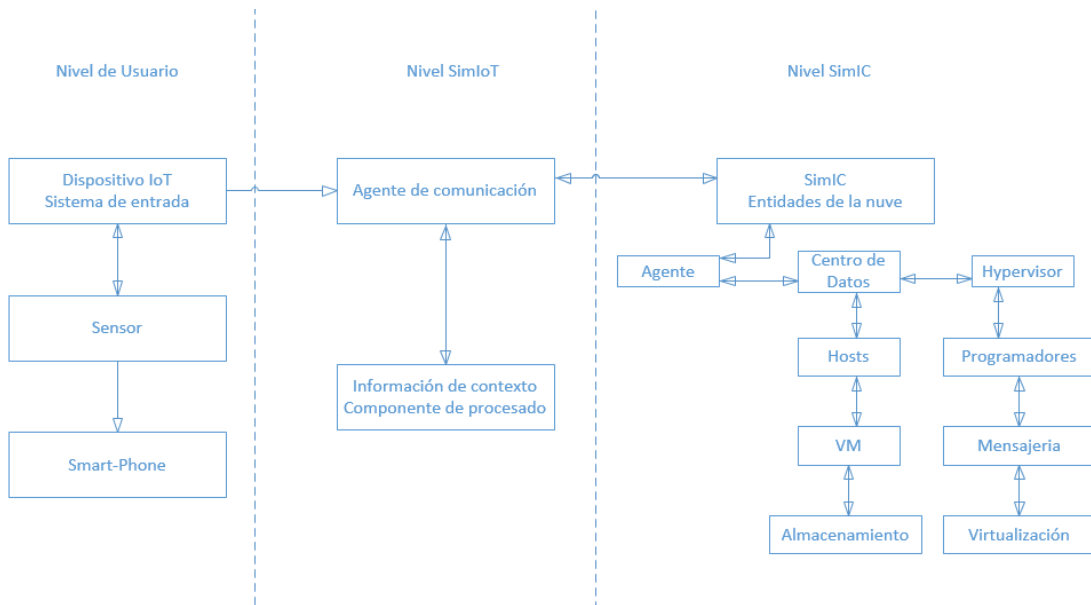 Nivel de Usuario
Nivel SimIoT
Nivel SimIC
Dispositivo IoT
Sistema de entrada
Agente de comunicación
SimIC
Entidades de la nuve
Agente
Centro de
Datos
Hypervisor
Sensor
Hosts
Programadores
Información de contexto
Componente de procesado
Smart-Phone
VM
Mensajeria
Almacenamiento
Virtualización